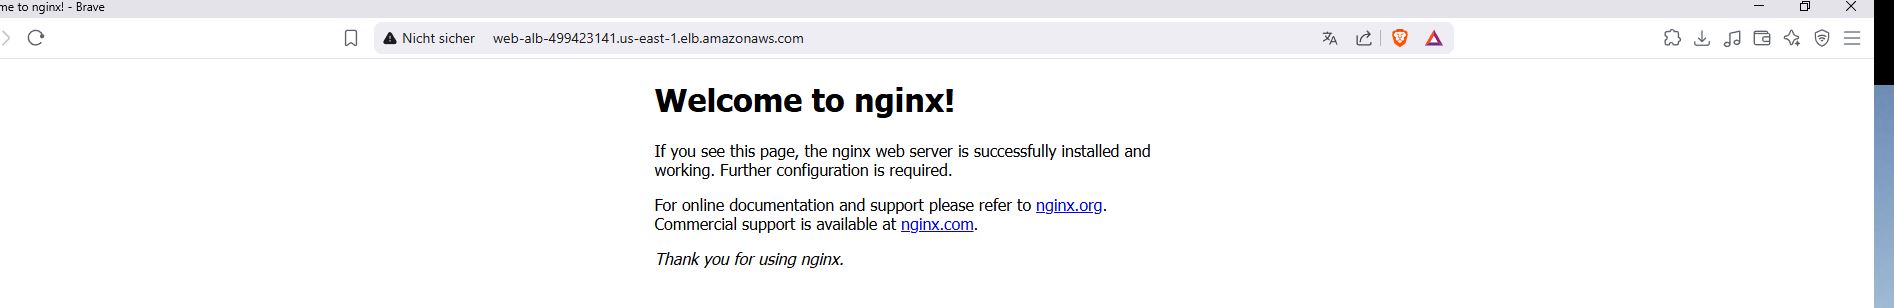 me to nginx! - Brave
Nicht sicher web-alb-499423141.us-east-1.elb.amazonaws.com
Welcome to nginx!
If you see this page, the nginx web server is successfully installed and
working. Further configuration is required.
For online documentation and support please refer to nginx.org.
Commercial support is available at nginx.com.
Thank you for using nginx.